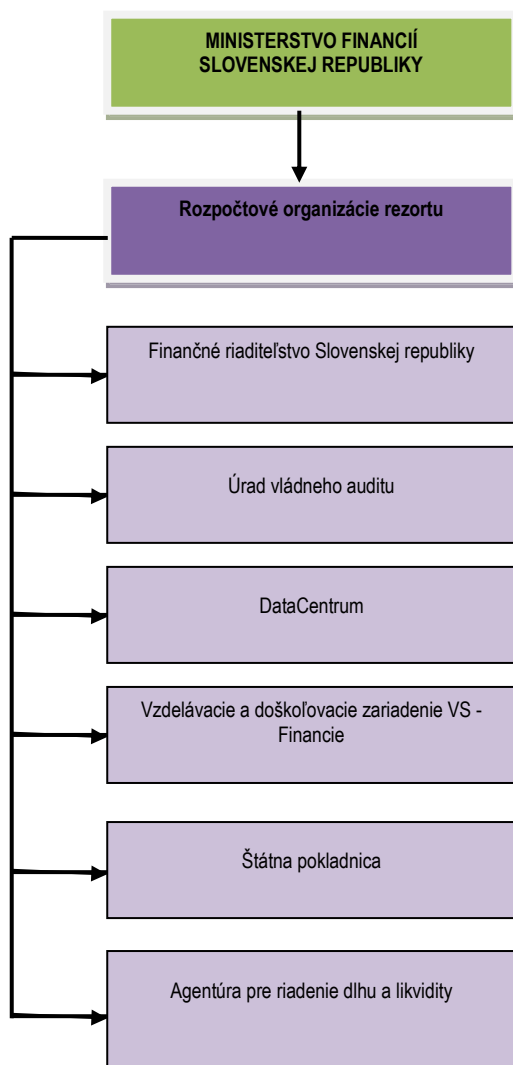 MINISTERSTVO FINANCIÍ
SLOVENSKEJ REPUBLIKY
Rozpočtové organizácie rezortu
Finančné riaditeľstvo Slovenskej republiky
Úrad vládneho auditu
DataCentrum
Vzdelávacie a doškoľovacie zariadenie VS -
Financie
Štátna pokladnica
Agentúra pre riadenie dlhu a likvidity